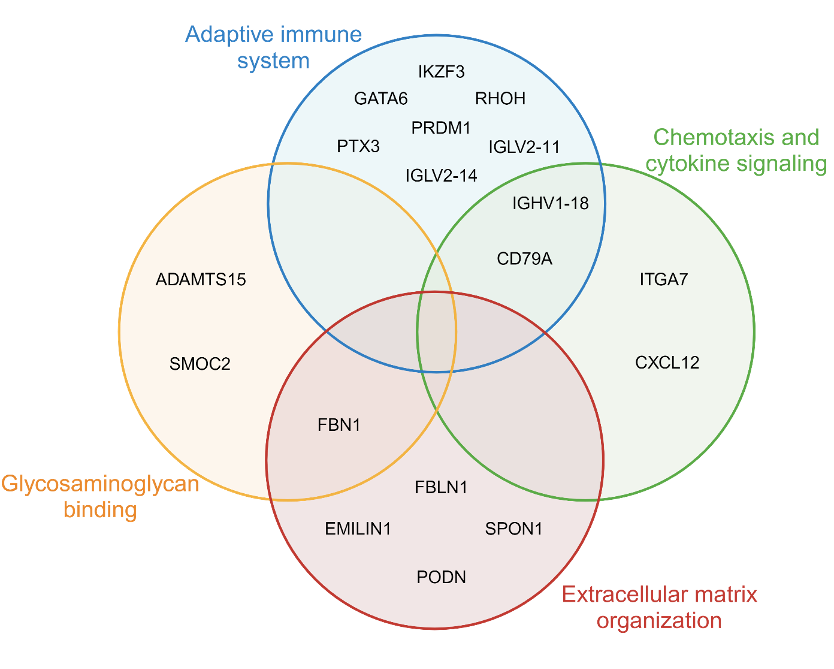 Adaptive immune
system
IKZF3
GATA6
RHOH
PRDM1
PTX3
IGLV2-11
IGLV2-14
Chemotaxis and
cytokine signaling
IGHV1-18
CD79A
ADAMTS15
ITGA7
SMOC2
CXCL12
FBN1
Glycosaminoglycan
binding
FBLN1
EMILIN1
SPON1
PODN
Extracellular matrix
organization